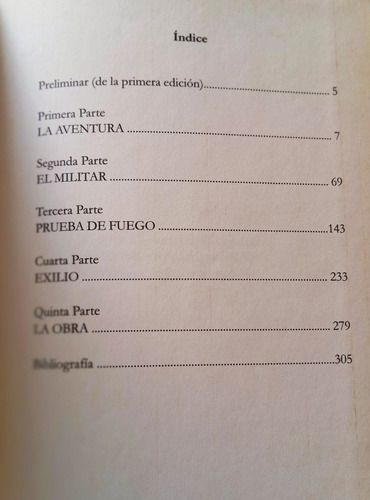 Índice
Preliminar (de la primera edición)........................ 5
Primera Parte
LA AVENTURA.................................................. 7
Segunda Parte
EL MILITAR ..................................................... 69
Tercera Parte
PRUEBA DE FUEGO ......................................... 143
Cuarta Parte
EXILIO ............................................................. 233
Quinta Parte
LA OBRA .......................................................... 279
Bibliografía ....................................................... 305